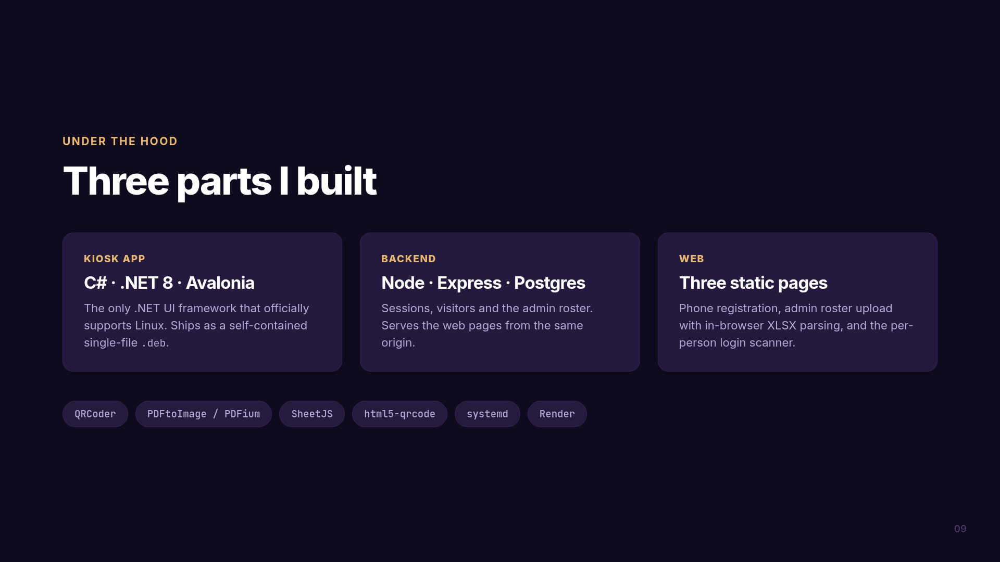 UNDER THE HOOD
Three parts I built
KIOSK APP
C# · .NET 8 · Avalonia
The only .NET UI framework that officially
supports Linux. Ships as a self-contained
single-file .deb.
BACKEND
Node · Express · Postgres
Sessions, visitors and the admin roster.
Serves the web pages from the same
origin.
WEB
Three static pages
Phone registration, admin roster upload
with in-browser XLSX parsing, and the per-
person login scanner.
QRCoder
PDFtoImage / PDFium
SheetJS
html5-qrcode
systemd
Render
09